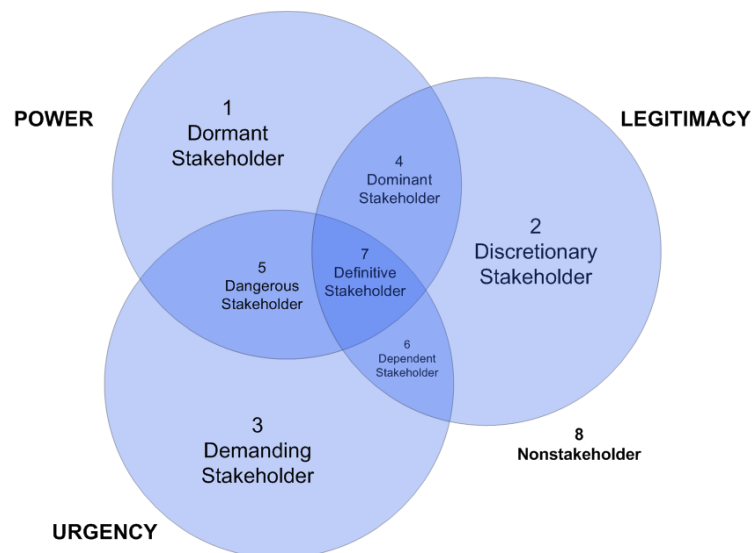 POWER
1
Dormant
Stakeholder
LEGITIMACY
4
Dominant
Stakeholder
2
Discretionary
Stakeholder
5
Dangerous
Stakeholder
7
Definitive
Stakeholder
6
Dependent
Stakeholder
3
Demanding
Stakeholder
8
Nonstakeholder
URGENCY